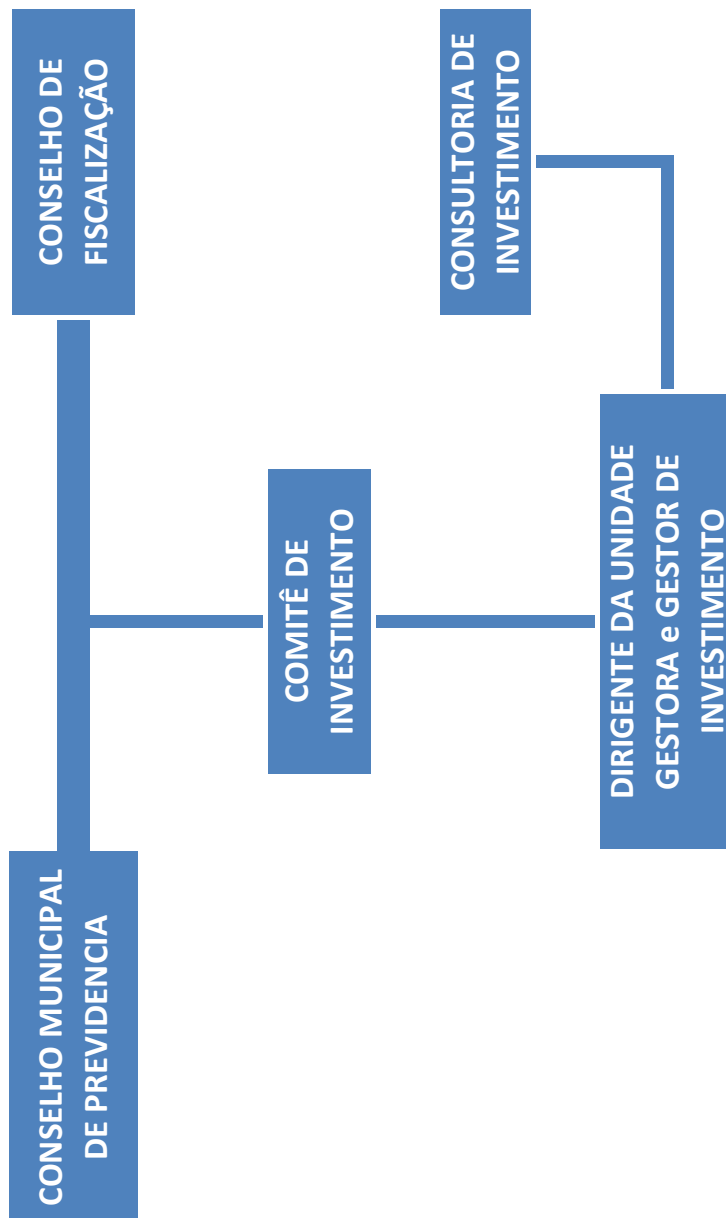 CONSELHO MUNICIPAL
DE PREVIDENCIA
CONSELHO DE
FISCALIZAÇÃO
COMITÊ DE
INVESTIMENTO
CONSULTORIA DE
INVESTIMENTO
DIRIGENTE DA UNIDADE
GESTORA e GESTOR DE
INVESTIMENTO